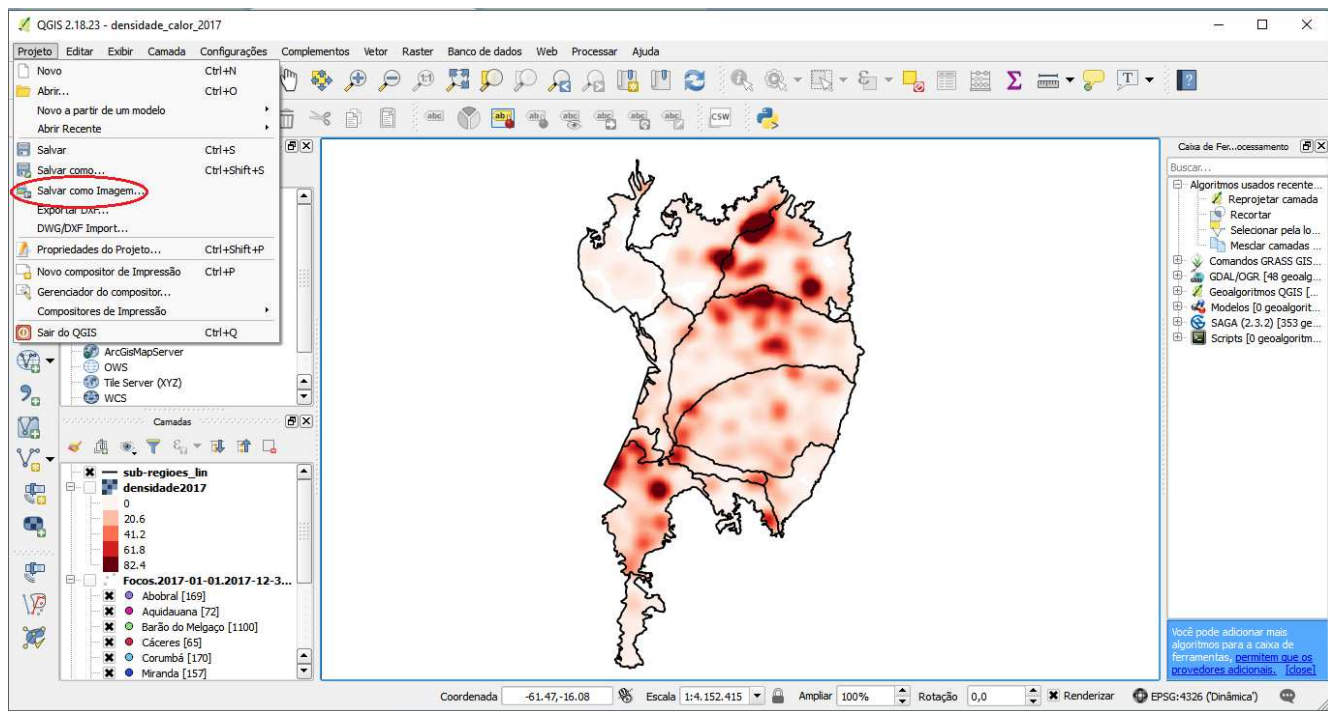 QGIS 2.18.23 - densidade_calor_2017
Projeto Editar Exibir Camada Configurações Complementos Vetor Raster Banco de dados Web Processar Ajuda
Novo Ctrl+N
Abrir... Ctrl+O
Novo a partir de um modelo
Abrir Recente
Salvar Ctrl+S
Salvar como... Ctrl+Shift+S
Salvar como Imagem...
Exportar DXF...
DWG/DXF Import...
Propriedades do Projeto... Ctrl+Shift+P
Novo compositor de Impressão Ctrl+P
Gerenciador do compositor...
Compositores de Impressão
Sair do QGIS Ctrl+Q
abc
ab
abc
abc
abc
abc
CSW
ArcGisMapServer
OWS
Tile Server (XYZ)
WCS
Camadas
sub-regioes_lin
densidade2017
0
20.6
41.2
61.8
82.4
Focos.2017-01-01.2017-12-3...
Abobral [169]
Aquidauana [72]
Barão do Melgaço [1100]
Cáceres [65]
Corumbá [170]
Miranda [157]
Caixa de Fer...ocessamento
Buscar...
Algoritmos usados recente...
Reprojetar camada
Recortar
Selecionar pela lo...
Mesclar camadas ...
Comandos GRASS GIS...
GDAL/OGR [48 geoalg...
Geoalgoritmos QGIS [...
Modelos [0 geoalgorit...
SAGA (2.3.2) [353 ge...
Scripts [0 geoalgoritm...
Você pode adicionar mais
algoritmos para a caixa de
ferramentas, permitem que os
provedores adicionais. [close]
Coordenada -61.47,-16.08 Escala 1:4.152.415 Ampliar 100% Rotação 0,0 Renderizar EPSG:4326 ('Dinâmica')